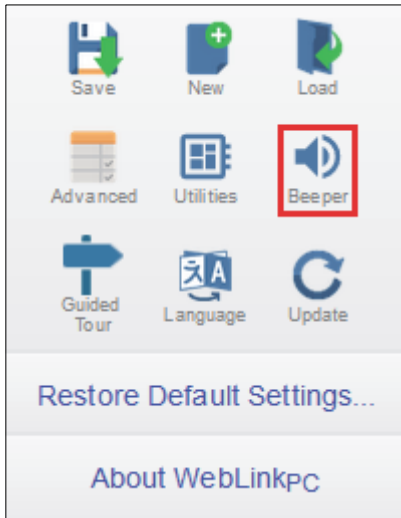 Save New Load
Advanced Utilities Beeper
Guided
Tour
Language Update
Restore Default Settings...
About WebLinkPC